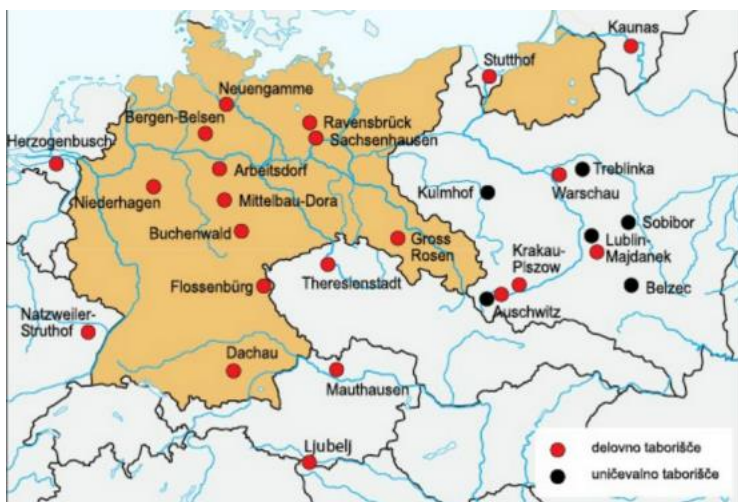 Kaunas
Stutthof
Neuengamme
Bergen-Belsen
Ravensbrück
Sachsenhausen
Herzogenbusch
Arbeitsdorf
Treblinka
Warschau
Kulmhof
Niederhagen
Mittelbau-Dora
Sobibor
Buchenwald
Gross
Rosen
Lublin-
Majdanek
Krakau-
Plszow
Flossenbürg
Theresienstadt
Belzec
Auschwitz
Natzweiler-
Struthof
Dachau
Mauthausen
Ljubelj
delovno taborišče
uničevalno taborišče